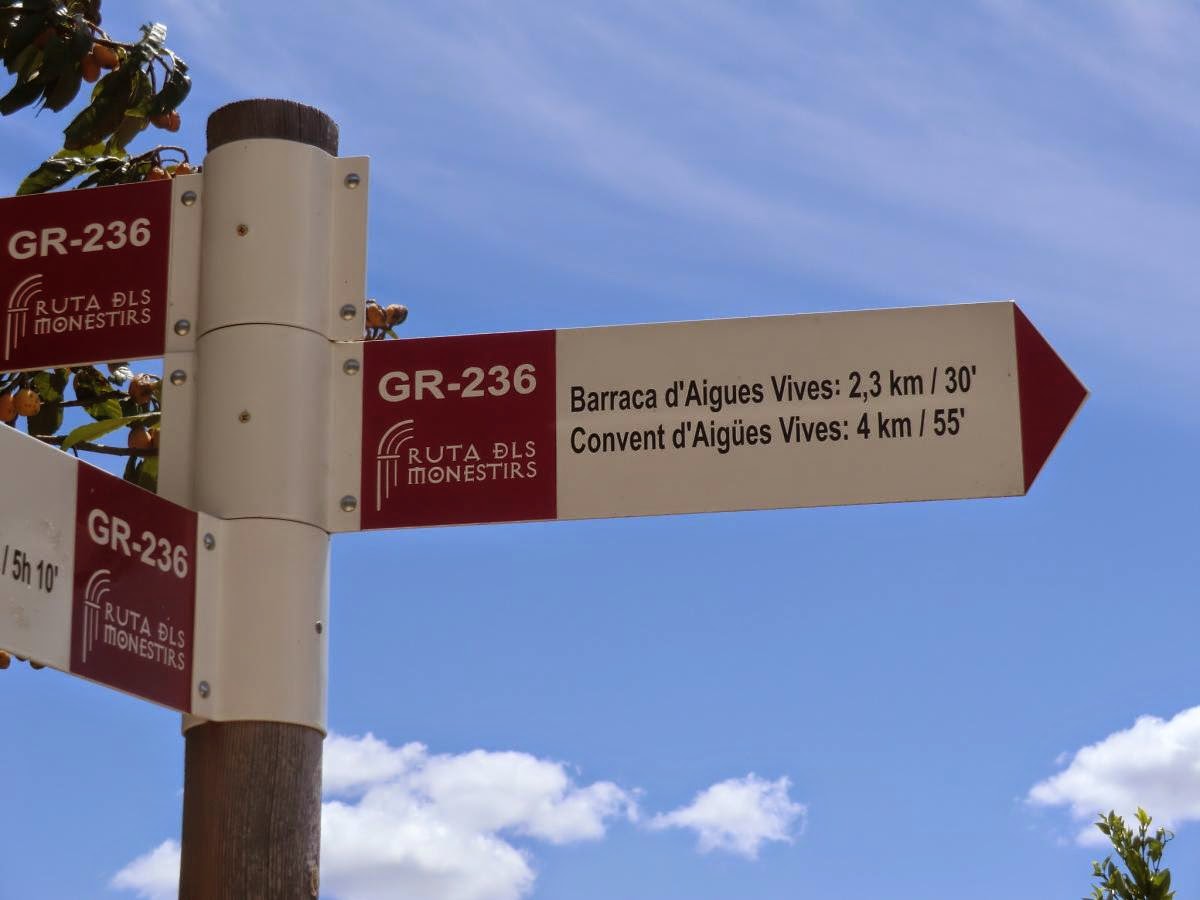 GR-236
RUTA DLS
MONESTIRS
GR-236
RUTA DLS
MONESTIRS
Barraca d'Aigues Vives: 2,3 km / 30'
Convent d'Aigües Vives: 4 km / 55'
/ 5h 10'
GR-236
RUTA DLS
MONESTIRS